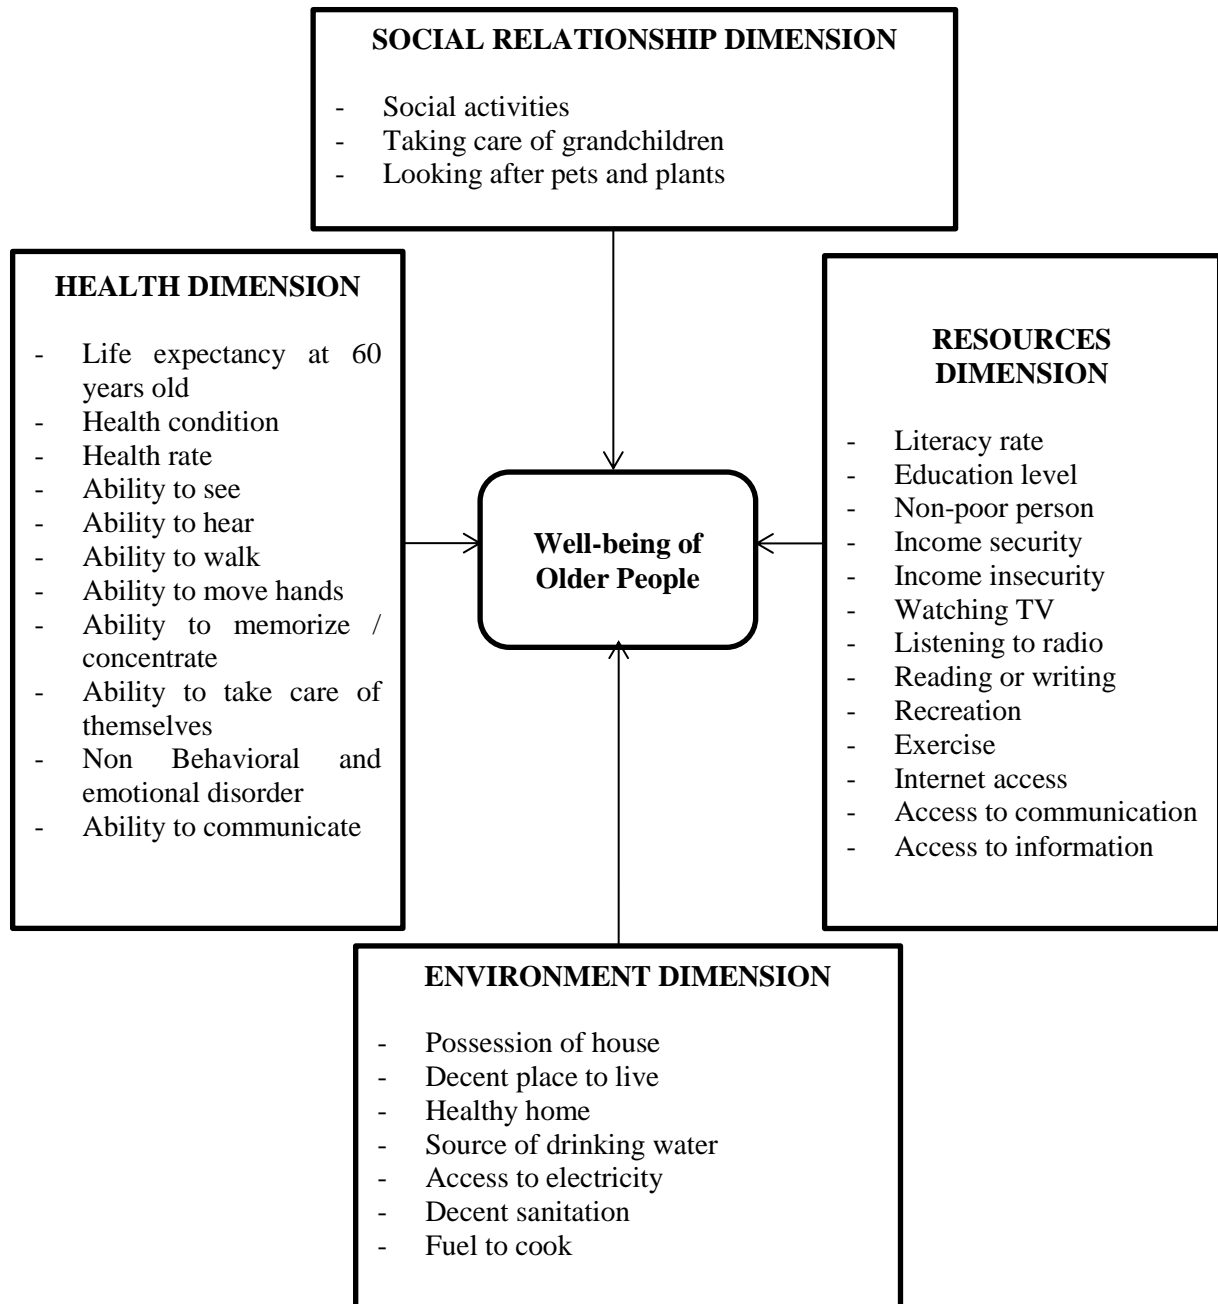 SOCIAL RELATIONSHIP DIMENSION
- Social activities
- Taking care of grandchildren
- Looking after pets and plants
HEALTH DIMENSION
- Life expectancy at 60
years old
- Health condition
- Health rate
- Ability to see
- Ability to hear
- Ability to walk
- Ability to move hands
- Ability to memorize /
concentrate
- Ability to take care of
themselves
- Non Behavioral and
emotional disorder
- Ability to communicate
Well-being of
Older People
RESOURCES
DIMENSION
- Literacy rate
- Education level
- Non-poor person
- Income security
- Income insecurity
- Watching TV
- Listening to radio
- Reading or writing
- Recreation
- Exercise
- Internet access
- Access to communication
- Access to information
ENVIRONMENT DIMENSION
- Possession of house
- Decent place to live
- Healthy home
- Source of drinking water
- Access to electricity
- Decent sanitation
- Fuel to cook